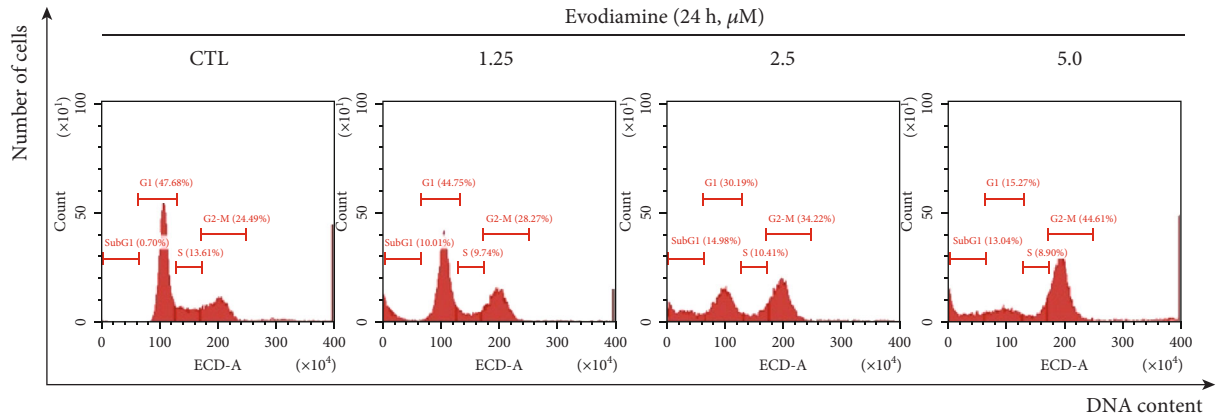 Evodiamine (24 h, μM)
CTL
1.25
2.5
5.0
Number of cells
100
(×10¹)
Count
50
0
G1 (47.68%)
G2-M (24.49%)
SubG1 (0.70%)
S (13.61%)
0 100 200 300 400
ECD-A (×10⁴)
100
(×10¹)
Count
50
0
G1 (44.75%)
G2-M (28.27%)
SubG1 (10.01%)
S (9.74%)
0 100 200 300 400
ECD-A (×10⁴)
100
(×10¹)
Count
50
0
G1 (30.19%)
G2-M (34.22%)
SubG1 (14.98%)
S (10.41%)
0 100 200 300 400
ECD-A (×10⁴)
100
(×10¹)
Count
50
0
G1 (15.27%)
G2-M (44.61%)
SubG1 (13.04%)
S (8.90%)
0 100 200 300 400
ECD-A (×10⁴)
DNA content